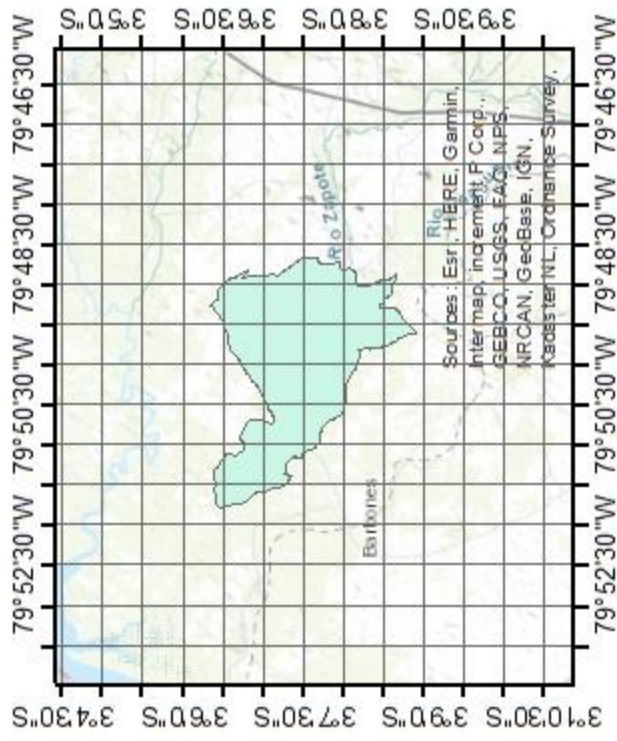 79°52'30"W 79°50'30"W 79°48'30"W 79°46'30"W
3°4'30"S
3°5'0"S
3°6'0"S
3°6'30"S
3°7'30"S
3°8'0"S
3°9'0"S
3°9'30"S
3°10'30"S
Rio Zapote
Barbones
Rio
Sources: Esri, HERE, Garmin,
Intermap, increment P Corp.,
GEBCO, USGS, FAO, NPS,
NRCAN, GeoBase, IGN,
Kadaster NL, Ordnance Survey,
79°52'30"W 79°50'30"W 79°48'30"W 79°46'30"W